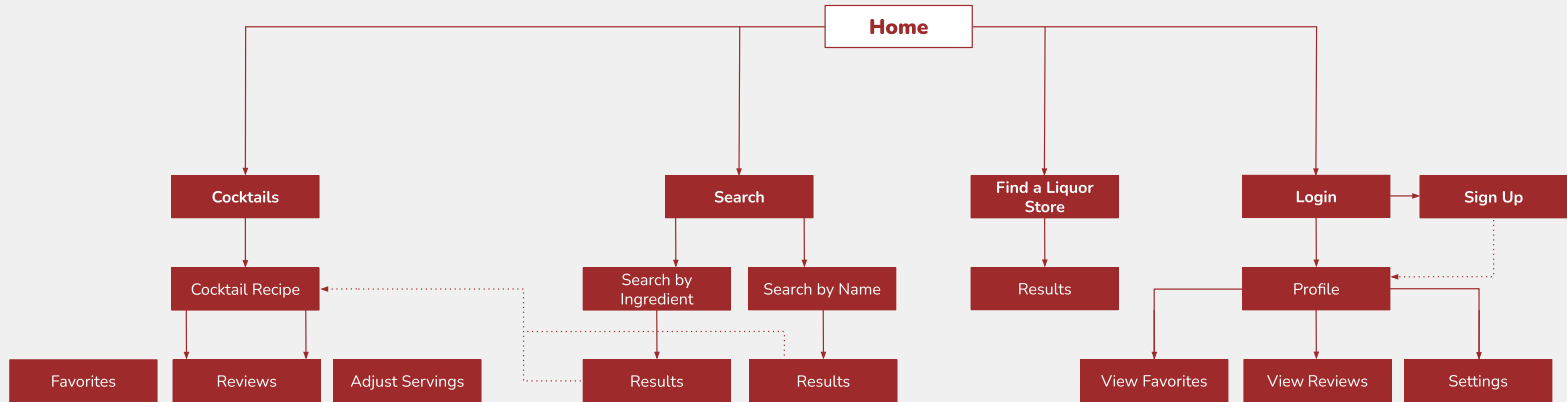 Home
Cocktails
Search
Find a Liquor
Store
Login
Sign Up
Cocktail Recipe
Search by
Ingredient
Search by Name
Results
Profile
Favorites
Reviews
Adjust Servings
Results
Results
View Favorites
View Reviews
Settings